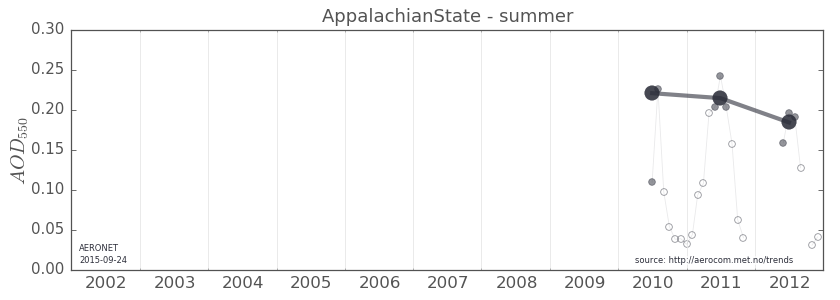 AppalachianState - summer
0.30
0.25
0.20
0.15
0.10
0.05
0.00
AOD550
AERONET
2015-09-24
source: http://aerocom.met.no/trends
2002 2003 2004 2005 2006 2007 2008 2009 2010 2011 2012